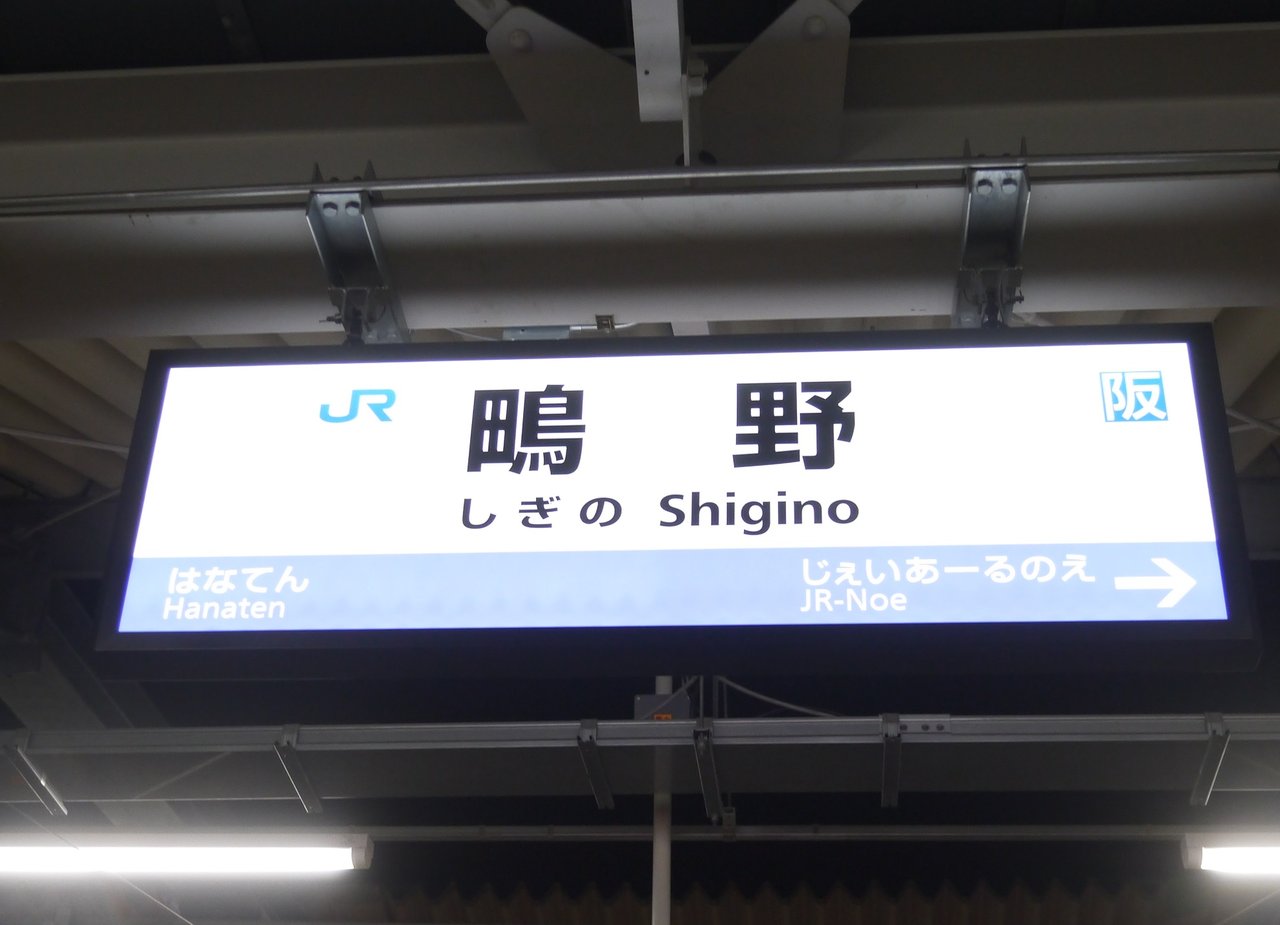 JR 鴫野 阪
しぎの Shigino
はなてん じぇいあーるのえ →
Hanaten JR-Noe